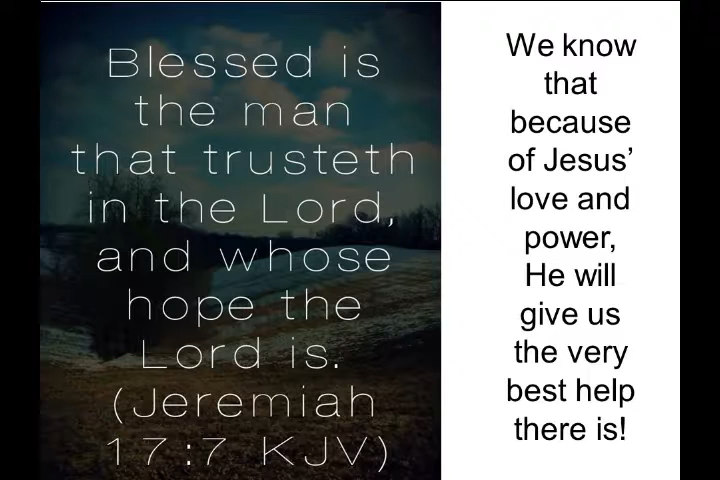 Blessed is
the man
that trusteth
in the Lord,
and whose
hope the
Lord is.
(Jeremiah
17:7 KJV)
We know
that
because
of Jesus’
love and
power,
He will
give us
the very
best help
there is!